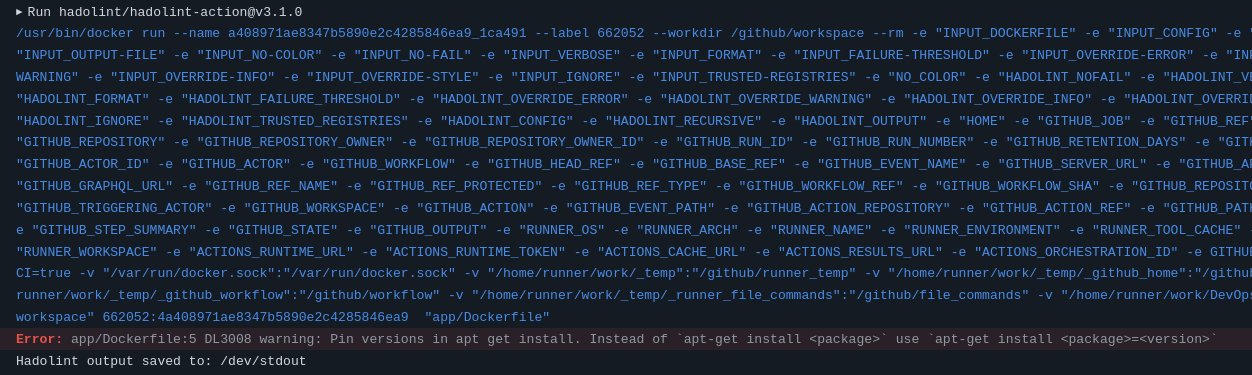 ▶ Run hadolint/hadolint-action@v3.1.0
/usr/bin/docker run --name a408971ae8347b5890e2c4285846ea9_1ca491 --label 662052 --workdir /github/workspace --rm -e "INPUT_DOCKERFILE" -e "INPUT_CONFIG" -e "
"INPUT_OUTPUT-FILE" -e "INPUT_NO-COLOR" -e "INPUT_NO-FAIL" -e "INPUT_VERBOSE" -e "INPUT_FORMAT" -e "INPUT_FAILURE-THRESHOLD" -e "INPUT_OVERRIDE-ERROR" -e "INP
WARNING" -e "INPUT_OVERRIDE-INFO" -e "INPUT_OVERRIDE-STYLE" -e "INPUT_IGNORE" -e "INPUT_TRUSTED-REGISTRIES" -e "NO_COLOR" -e "HADOLINT_NOFAIL" -e "HADOLINT_VE
"HADOLINT_FORMAT" -e "HADOLINT_FAILURE_THRESHOLD" -e "HADOLINT_OVERRIDE_ERROR" -e "HADOLINT_OVERRIDE_WARNING" -e "HADOLINT_OVERRIDE_INFO" -e "HADOLINT_OVERRID
"HADOLINT_IGNORE" -e "HADOLINT_TRUSTED_REGISTRIES" -e "HADOLINT_CONFIG" -e "HADOLINT_RECURSIVE" -e "HADOLINT_OUTPUT" -e "HOME" -e "GITHUB_JOB" -e "GITHUB_REF"
"GITHUB_REPOSITORY" -e "GITHUB_REPOSITORY_OWNER" -e "GITHUB_REPOSITORY_OWNER_ID" -e "GITHUB_RUN_ID" -e "GITHUB_RUN_NUMBER" -e "GITHUB_RETENTION_DAYS" -e "GITH
"GITHUB_ACTOR_ID" -e "GITHUB_ACTOR" -e "GITHUB_WORKFLOW" -e "GITHUB_HEAD_REF" -e "GITHUB_BASE_REF" -e "GITHUB_EVENT_NAME" -e "GITHUB_SERVER_URL" -e "GITHUB_AP
"GITHUB_GRAPHQL_URL" -e "GITHUB_REF_NAME" -e "GITHUB_REF_PROTECTED" -e "GITHUB_REF_TYPE" -e "GITHUB_WORKFLOW_REF" -e "GITHUB_WORKFLOW_SHA" -e "GITHUB_REPOSITO
"GITHUB_TRIGGERING_ACTOR" -e "GITHUB_WORKSPACE" -e "GITHUB_ACTION" -e "GITHUB_EVENT_PATH" -e "GITHUB_ACTION_REPOSITORY" -e "GITHUB_ACTION_REF" -e "GITHUB_PATH
e "GITHUB_STEP_SUMMARY" -e "GITHUB_STATE" -e "GITHUB_OUTPUT" -e "RUNNER_OS" -e "RUNNER_ARCH" -e "RUNNER_NAME" -e "RUNNER_ENVIRONMENT" -e "RUNNER_TOOL_CACHE" -
"RUNNER_WORKSPACE" -e "ACTIONS_RUNTIME_URL" -e "ACTIONS_RUNTIME_TOKEN" -e "ACTIONS_CACHE_URL" -e "ACTIONS_RESULTS_URL" -e "ACTIONS_ORCHESTRATION_ID" -e GITHUB
CI=true -v "/var/run/docker.sock":"/var/run/docker.sock" -v "/home/runner/work/_temp":"/github/runner_temp" -v "/home/runner/work/_temp/_github_home":"/github
runner/work/_temp/_github_workflow":"/github/workflow" -v "/home/runner/work/_temp/_runner_file_commands":"/github/file_commands" -v "/home/runner/work/DevOps
workspace" 662052:4a408971ae8347b5890e2c4285846ea9  "app/Dockerfile"
Error: app/Dockerfile:5 DL3008 warning: Pin versions in apt get install. Instead of `apt-get install <package>` use `apt-get install <package>=<version>`
Hadolint output saved to: /dev/stdout